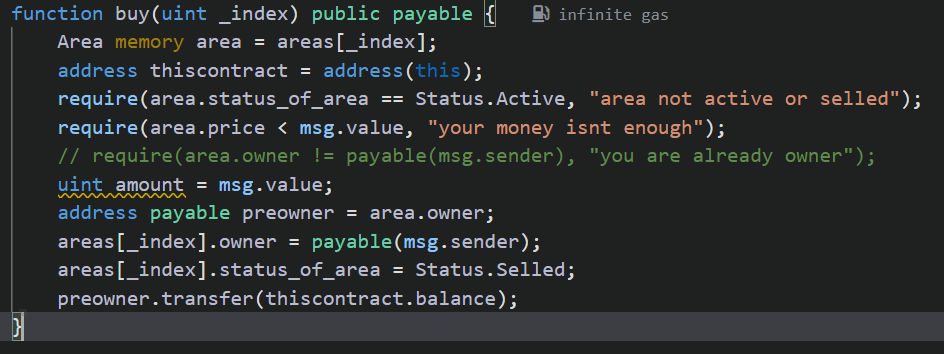 function buy(uint _index) public payable { infinite gas
Area memory area = areas[_index];
address thiscontract = address(this);
require(area.status_of_area == Status.Active, "area not active or selled");
require(area.price < msg.value, "your money isnt enough");
// require(area.owner != payable(msg.sender), "you are already owner");
uint amount = msg.value;
address payable preowner = area.owner;
areas[_index].owner = payable(msg.sender);
areas[_index].status_of_area = Status.Selled;
preowner.transfer(thiscontract.balance);
}